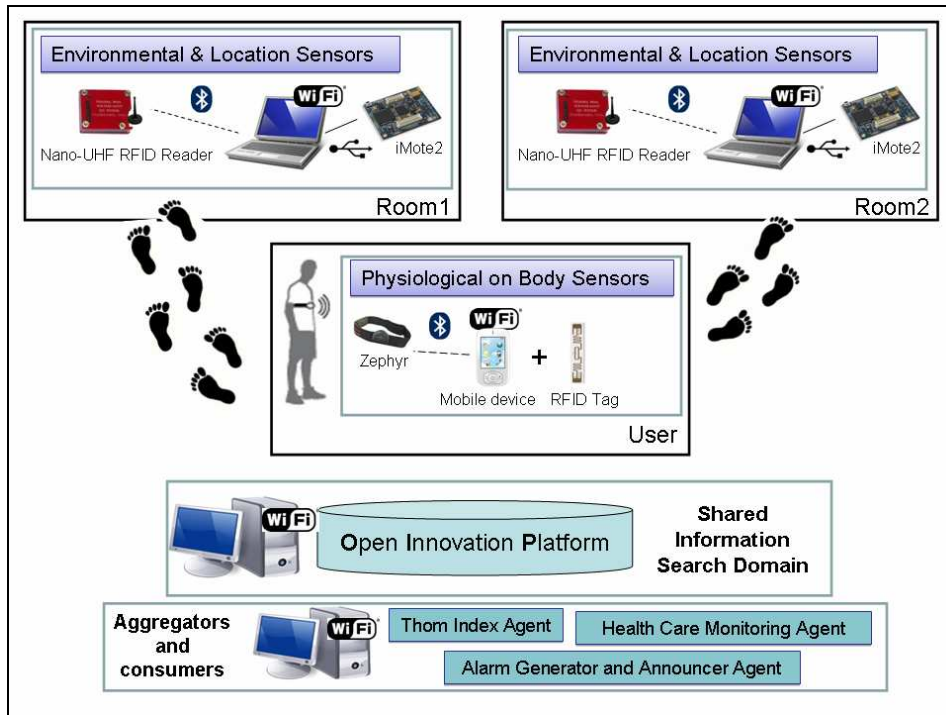 Environmental & Location Sensors
WiFi
Nano-UHF RFID Reader
iMote2
Room1
Environmental & Location Sensors
WiFi
Nano-UHF RFID Reader
iMote2
Room2
Physiological on Body Sensors
WiFi
Zephyr
+
Mobile device
RFID Tag
User
WiFi
Open Innovation Platform
Shared
Information
Search Domain
Aggregators
and
consumers
WiFi
Thom Index Agent
Health Care Monitoring Agent
Alarm Generator and Announcer Agent